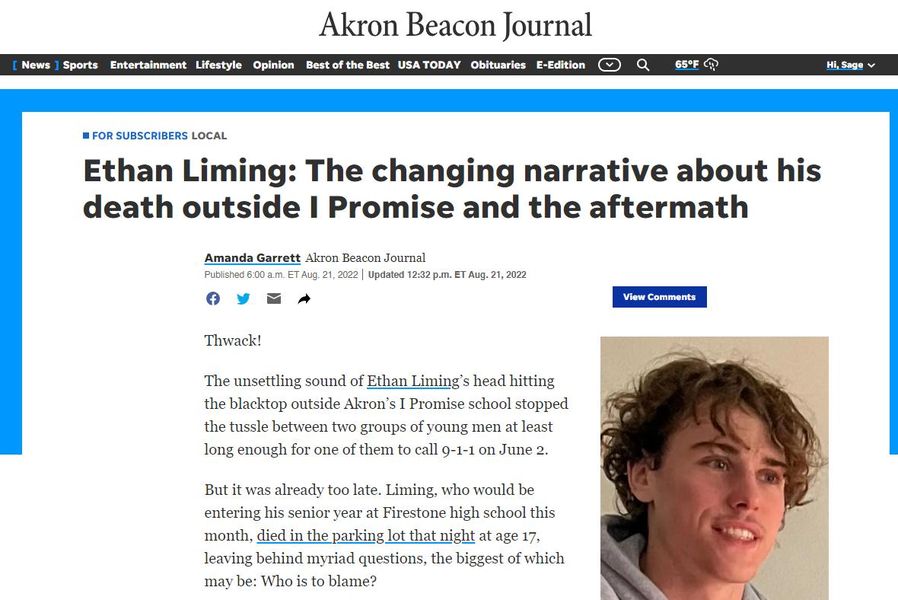 Akron Beacon Journal
[ News ] Sports Entertainment Lifestyle Opinion Best of the Best USA TODAY Obituaries E-Edition 65°F Hi, Sage
FOR SUBSCRIBERS LOCAL
Ethan Liming: The changing narrative about his
death outside I Promise and the aftermath
Amanda Garrett Akron Beacon Journal
Published 6:00 a.m. ET Aug. 21, 2022 | Updated 12:32 p.m. ET Aug. 21, 2022
View Comments
Thwack!
The unsettling sound of Ethan Liming's head hitting
the blacktop outside Akron's I Promise school stopped
the tussle between two groups of young men at least
long enough for one of them to call 9-1-1 on June 2.
But it was already too late. Liming, who would be
entering his senior year at Firestone high school this
month, died in the parking lot that night at age 17,
leaving behind myriad questions, the biggest of which
may be: Who is to blame?